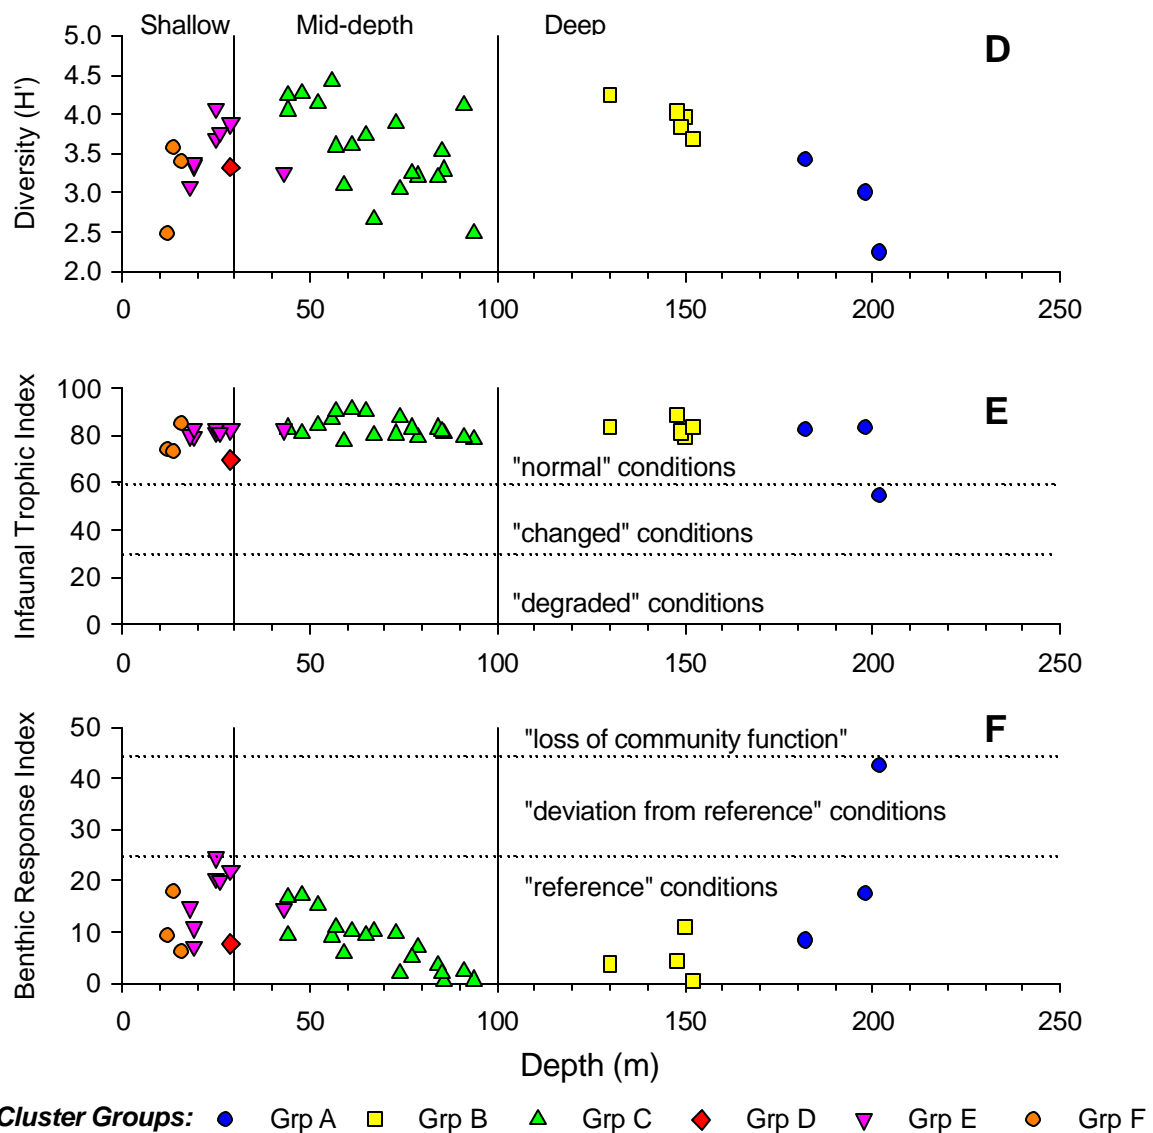 Shallow Mid-depth Deep
D
Diversity (H')
5.0
4.5
4.0
3.5
3.0
2.5
2.0
0 50 100 150 200 250
E
Infaunal Trophic Index
100
80
60
40
20
0
"normal" conditions
"changed" conditions
"degraded" conditions
0 50 100 150 200 250
F
Benthic Response Index
50
40
30
20
10
0
"loss of community function"
"deviation from reference" conditions
"reference" conditions
0 50 100 150 200 250
Depth (m)
Cluster Groups: Grp A Grp B Grp C Grp D Grp E Grp F